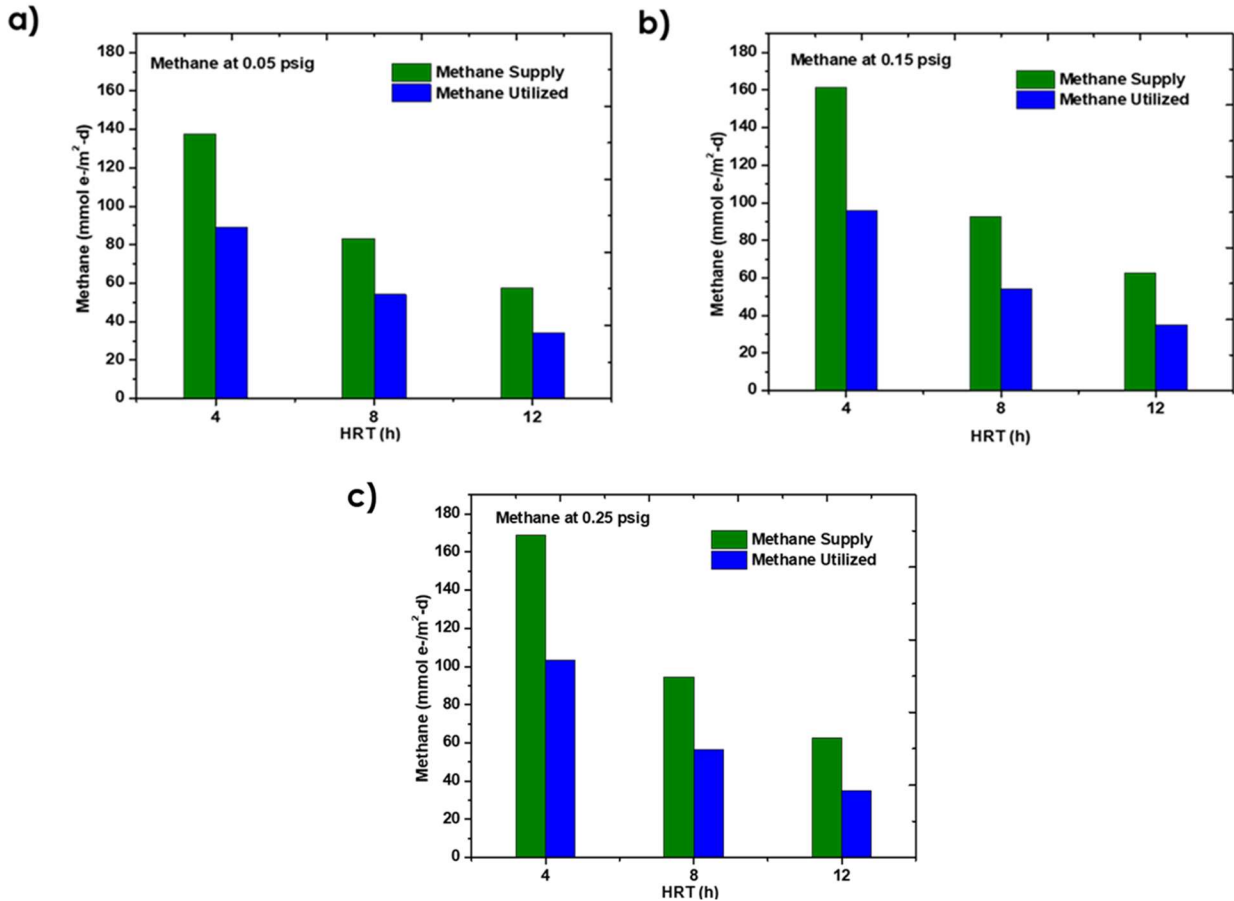 a)
Methane at 0.05 psig
Methane Supply
Methane Utilized
180
160
140
120
100
80
60
40
20
0
Methane (mmol e-/m²-d)
4
8
12
HRT (h)
b)
Methane at 0.15 psig
Methane Supply
Methane Utilized
180
160
140
120
100
80
60
40
20
0
Methane (mmol e-/m²-d)
4
8
12
HRT (h)
c)
Methane at 0.25 psig
Methane Supply
Methane Utilized
180
160
140
120
100
80
60
40
20
0
Methane (mmol e-/m²-d)
4
8
12
HRT (h)